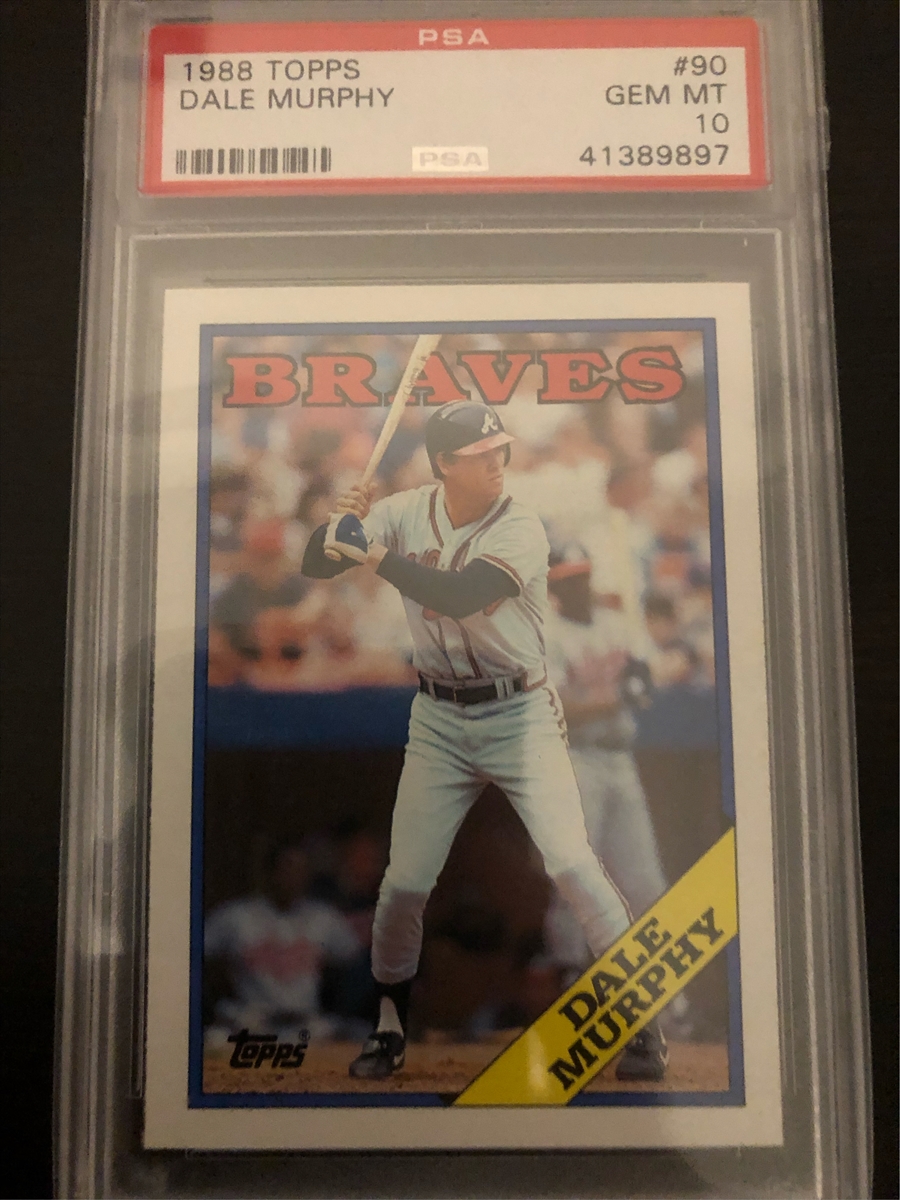 PSA
1988 TOPPS #90
DALE MURPHY GEM MT
10
PSA 41389897
BRAVES
A
DALE
MURPHY
Topps®